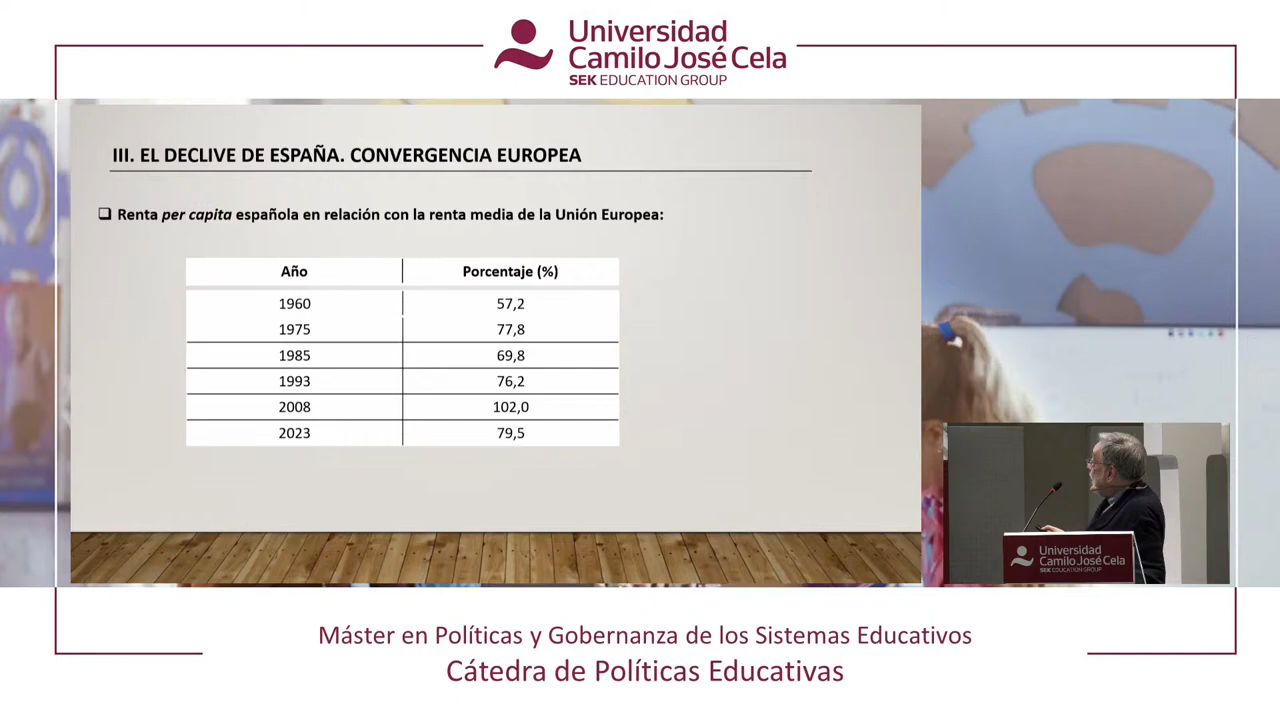 Universidad
Camilo José Cela
SEK EDUCATION GROUP
III. EL DECLIVE DE ESPAÑA. CONVERGENCIA EUROPEA
Renta per capita española en relación con la renta media de la Unión Europea:
Año Porcentaje (%)
1960 57,2
1975 77,8
1985 69,8
1993 76,2
2008 102,0
2023 79,5
Universidad
Camilo José Cela
SEK EDUCATION GROUP
Máster en Políticas y Gobernanza de los Sistemas Educativos
Cátedra de Políticas Educativas